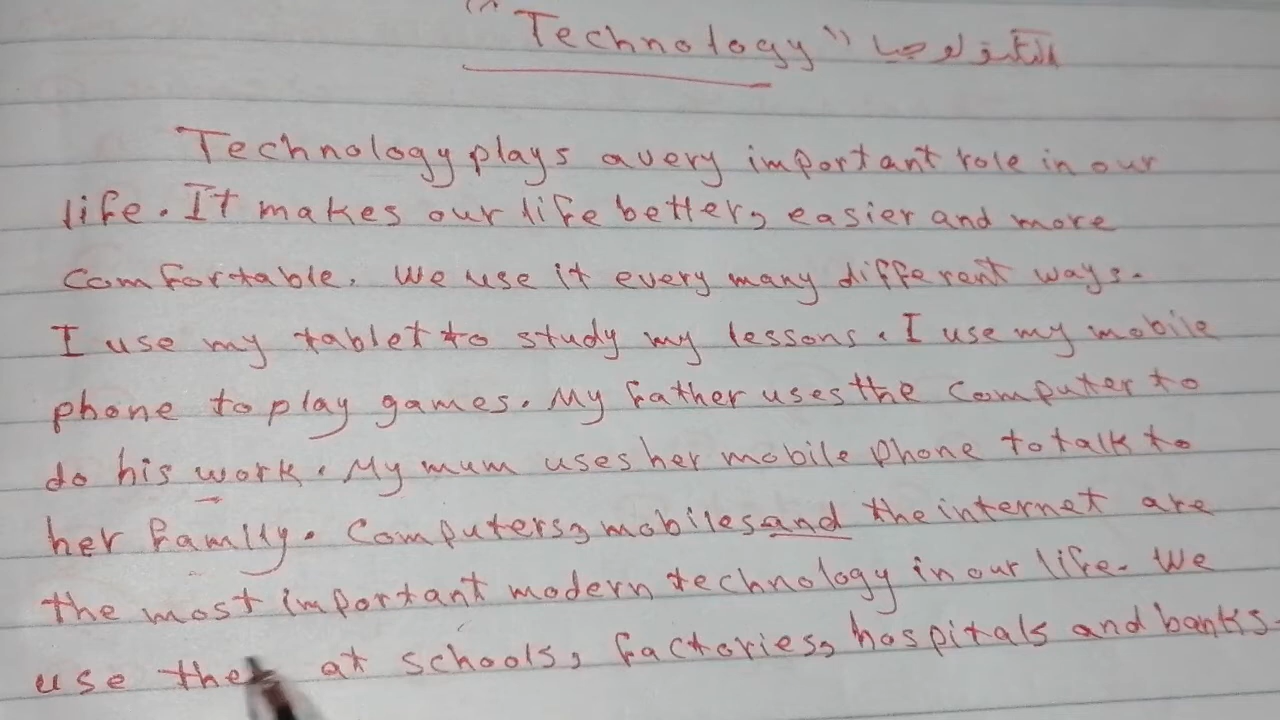 "Technology" التكنولوجيا
Technology plays a very important role in our
life. It makes our life better, easier and more
comfortable. We use it every many different ways.
I use my tablet to study my lessons. I use my mobile
phone to play games. My father uses the computer to
do his work. My mum uses her mobile phone to talk to
her family. Computers, mobiles and the internet are
the most important modern technology in our life. We
use at schools, factories, hospitals and banks.